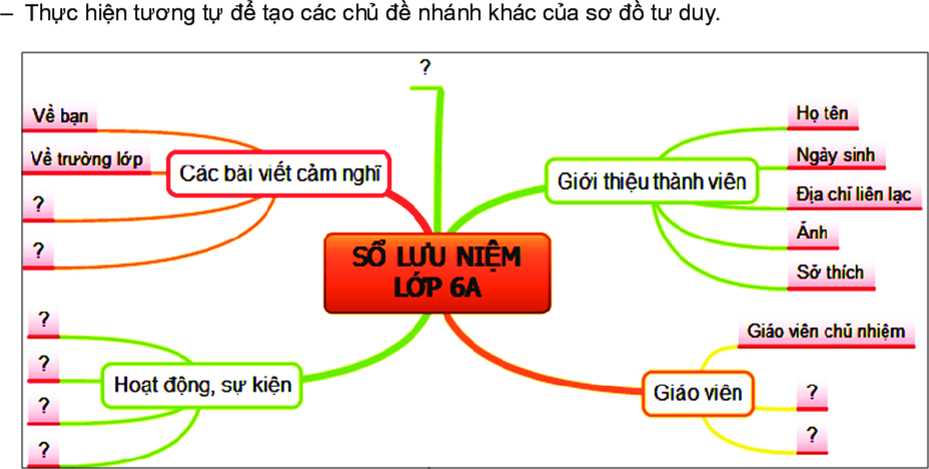 – Thực hiện tương tự để tạo các chủ đề nhánh khác của sơ đồ tư duy.
?
Về bạn
Về trường lớp
?
?
Các bài viết cảm nghĩ
Giới thiệu thành viên
Họ tên
Ngày sinh
Địa chỉ liên lạc
Ảnh
Sở thích
SỔ LƯU NIỆM
LỚP 6A
?
?
?
?
Hoạt động, sự kiện
Giáo viên
Giáo viên chủ nhiệm
?
?